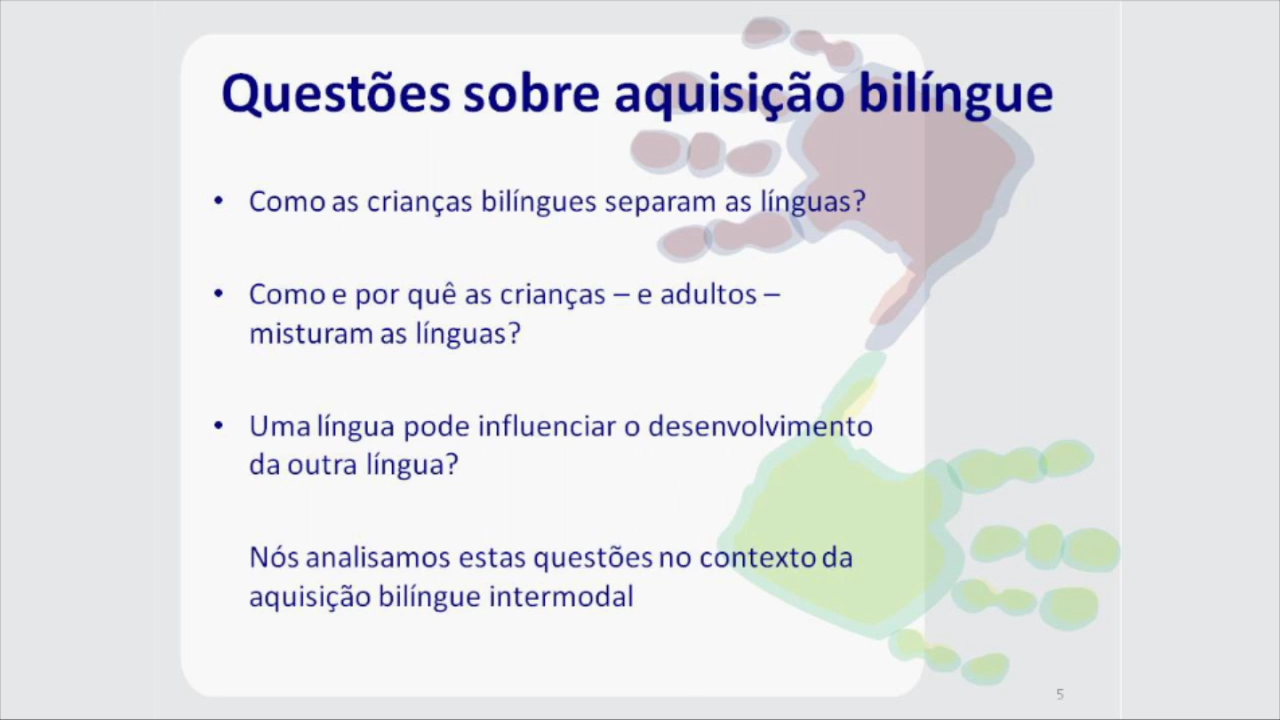 Questões sobre aquisição bilíngue
• Como as crianças bilíngues separam as línguas?
• Como e por quê as crianças – e adultos –
misturam as línguas?
• Uma língua pode influenciar o desenvolvimento
da outra língua?
Nós analisamos estas questões no contexto da
aquisição bilíngue intermodal
5